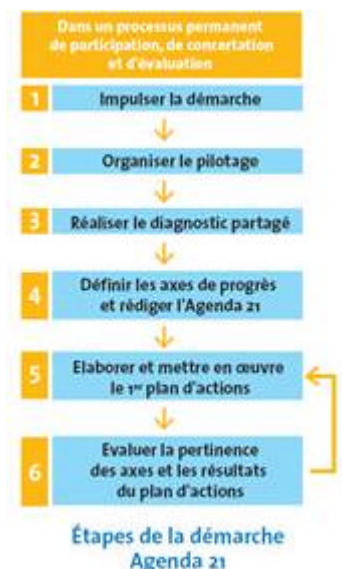 Dans un processus permanent
de participation, de concertation
et d'évaluation
1 Impulser la démarche
2 Organiser le pilotage
3 Réaliser le diagnostic partagé
4 Définir les axes de progrès
et rédiger l'Agenda 21
5 Elaborer et mettre en œuvre
le 1er plan d'actions
6 Evaluer la pertinence
des axes et les résultats
du plan d'actions
Étapes de la démarche
Agenda 21